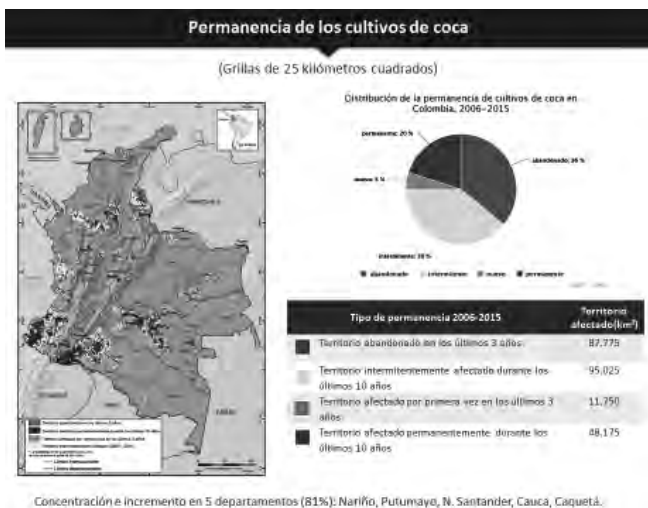 Permanencia de los cultivos de coca
(Grillas de 25 kilómetros cuadrados)
Distribución de la permanencia de cultivos de coca en
Colombia, 2006–2015
permanente; 20 %
abandonado; 36 %
nuevo; 5 %
intermitente; 39 %
abandonado intermitente nuevo permanente
Tipo de permanencia 2006-2015
Territorio
afectado(km²)
Territorio abandonado en los últimos 3 años
87.775
Territorio intermitentemente afectado durante los
últimos 10 años
95.025
Territorio afectado por primera vez en los últimos 3
años
11.750
Territorio afectado permanentemente durante los
últimos 10 años
48.175
Concentración e incremento en 5 departamentos (81%): Nariño, Putumayo, N. Santander, Cauca, Caquetá.